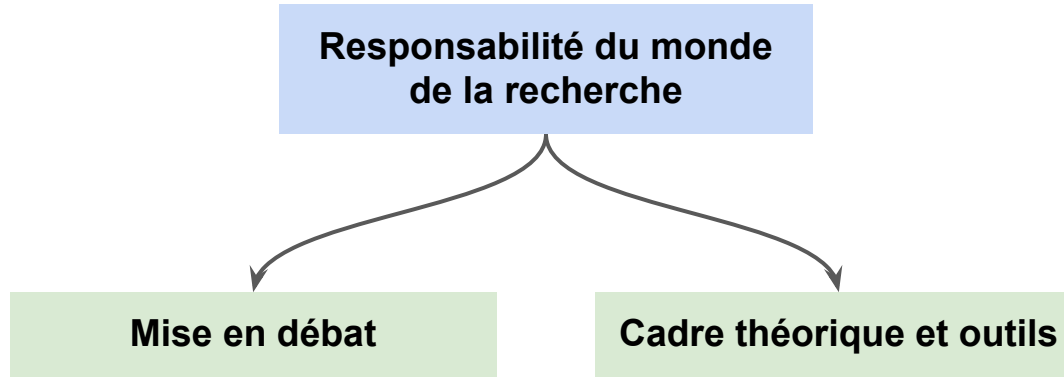 Responsabilité du monde
de la recherche
Mise en débat
Cadre théorique et outils